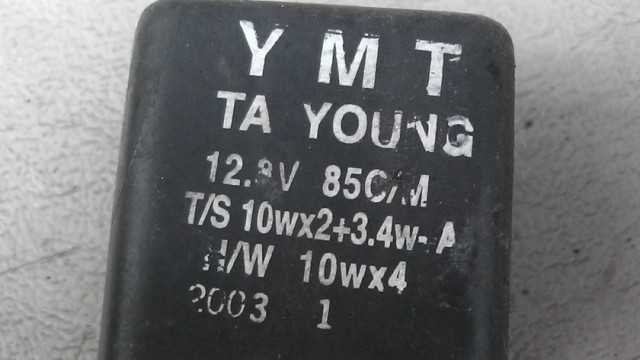 YMT
TA YOUNG
12.8V 85C/M
T/S 10wx2+3.4w-A
H/W 10wx4
2003 1